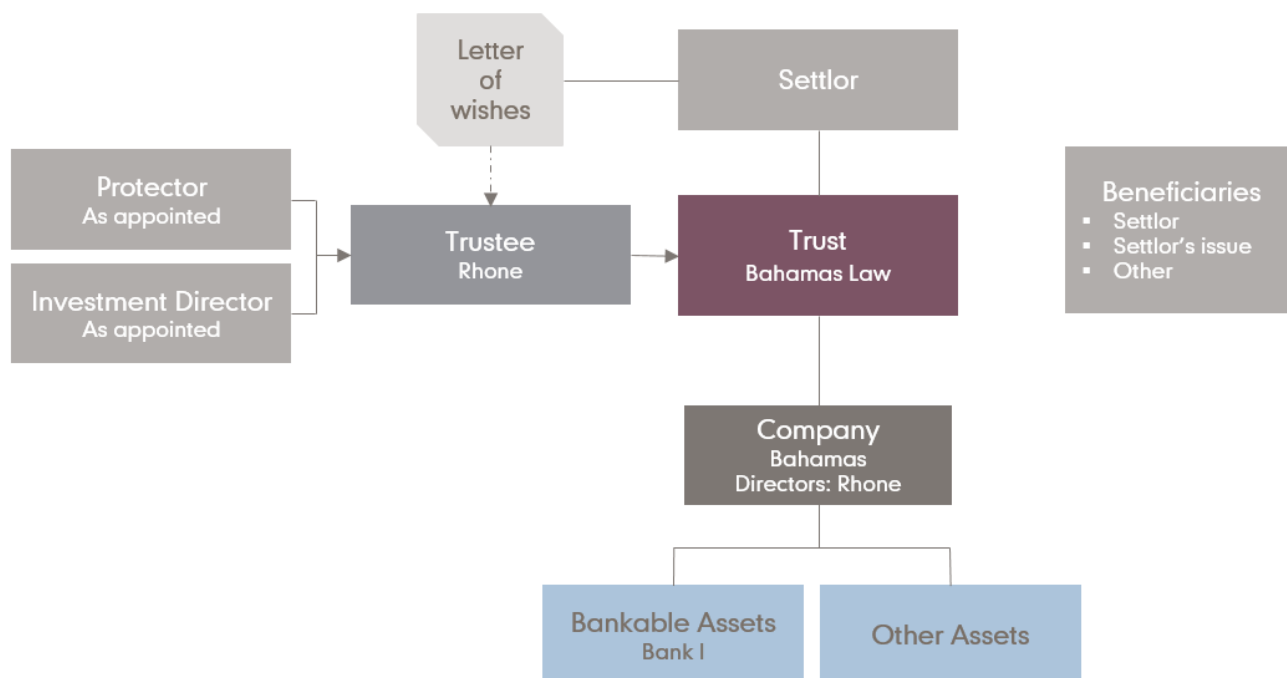 Letter
of
wishes
Settlor
Protector
As appointed
Investment Director
As appointed
Trustee
Rhone
Trust
Bahamas Law
Beneficiaries
▪ Settlor
▪ Settlor’s issue
▪ Other
Company
Bahamas
Directors: Rhone
Bankable Assets
Bank I
Other Assets